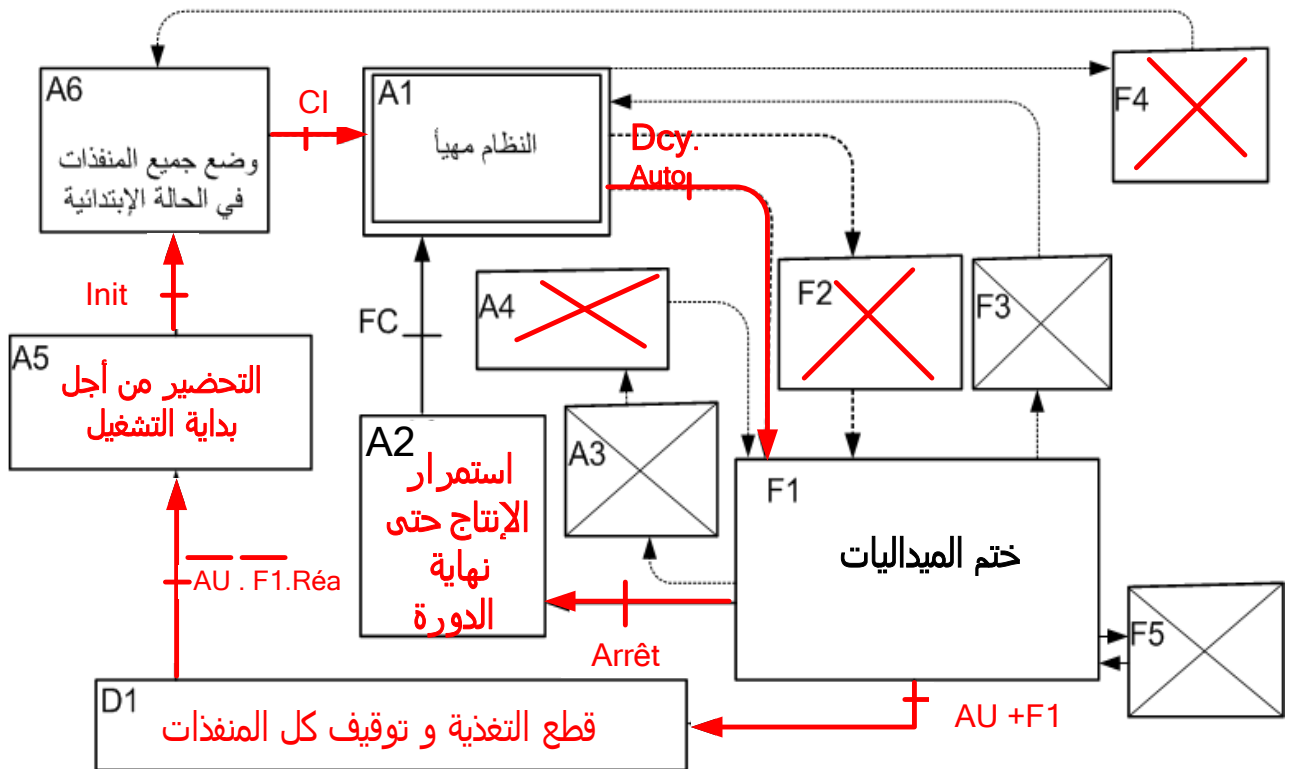 A6
وضع جميع المنفذات
في الحالة الإبتدائية
CI
A1
النظام مهيأ
Dcy.
Auto
F4
Init
FC
A4
F2
F3
A5
التحضير من أجل
بداية التشغيل
A2
استمرار
الإنتاج حتى
نهاية
الدورة
A3
F1
ختم الميداليات
A̅U̅ . F̅1̅.Réa
Arrêt
F5
D1
قطع التغذية و توقيف كل المنفذات
AU +F1